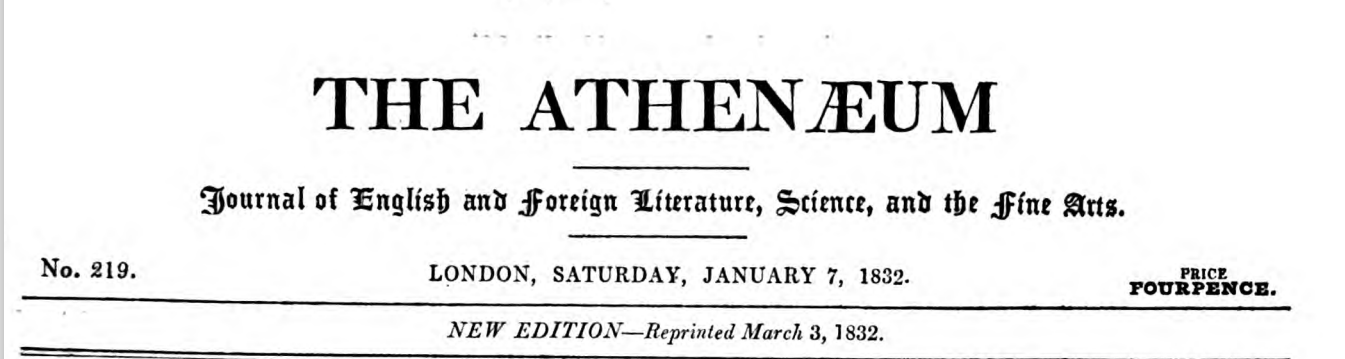 THE ATHENÆUM
Journal of English and Foreign Literature, Science, and the Fine Arts.
No. 219.
LONDON, SATURDAY, JANUARY 7, 1832.
PRICE
FOURPENCE.
NEW EDITION—Reprinted March 3, 1832.